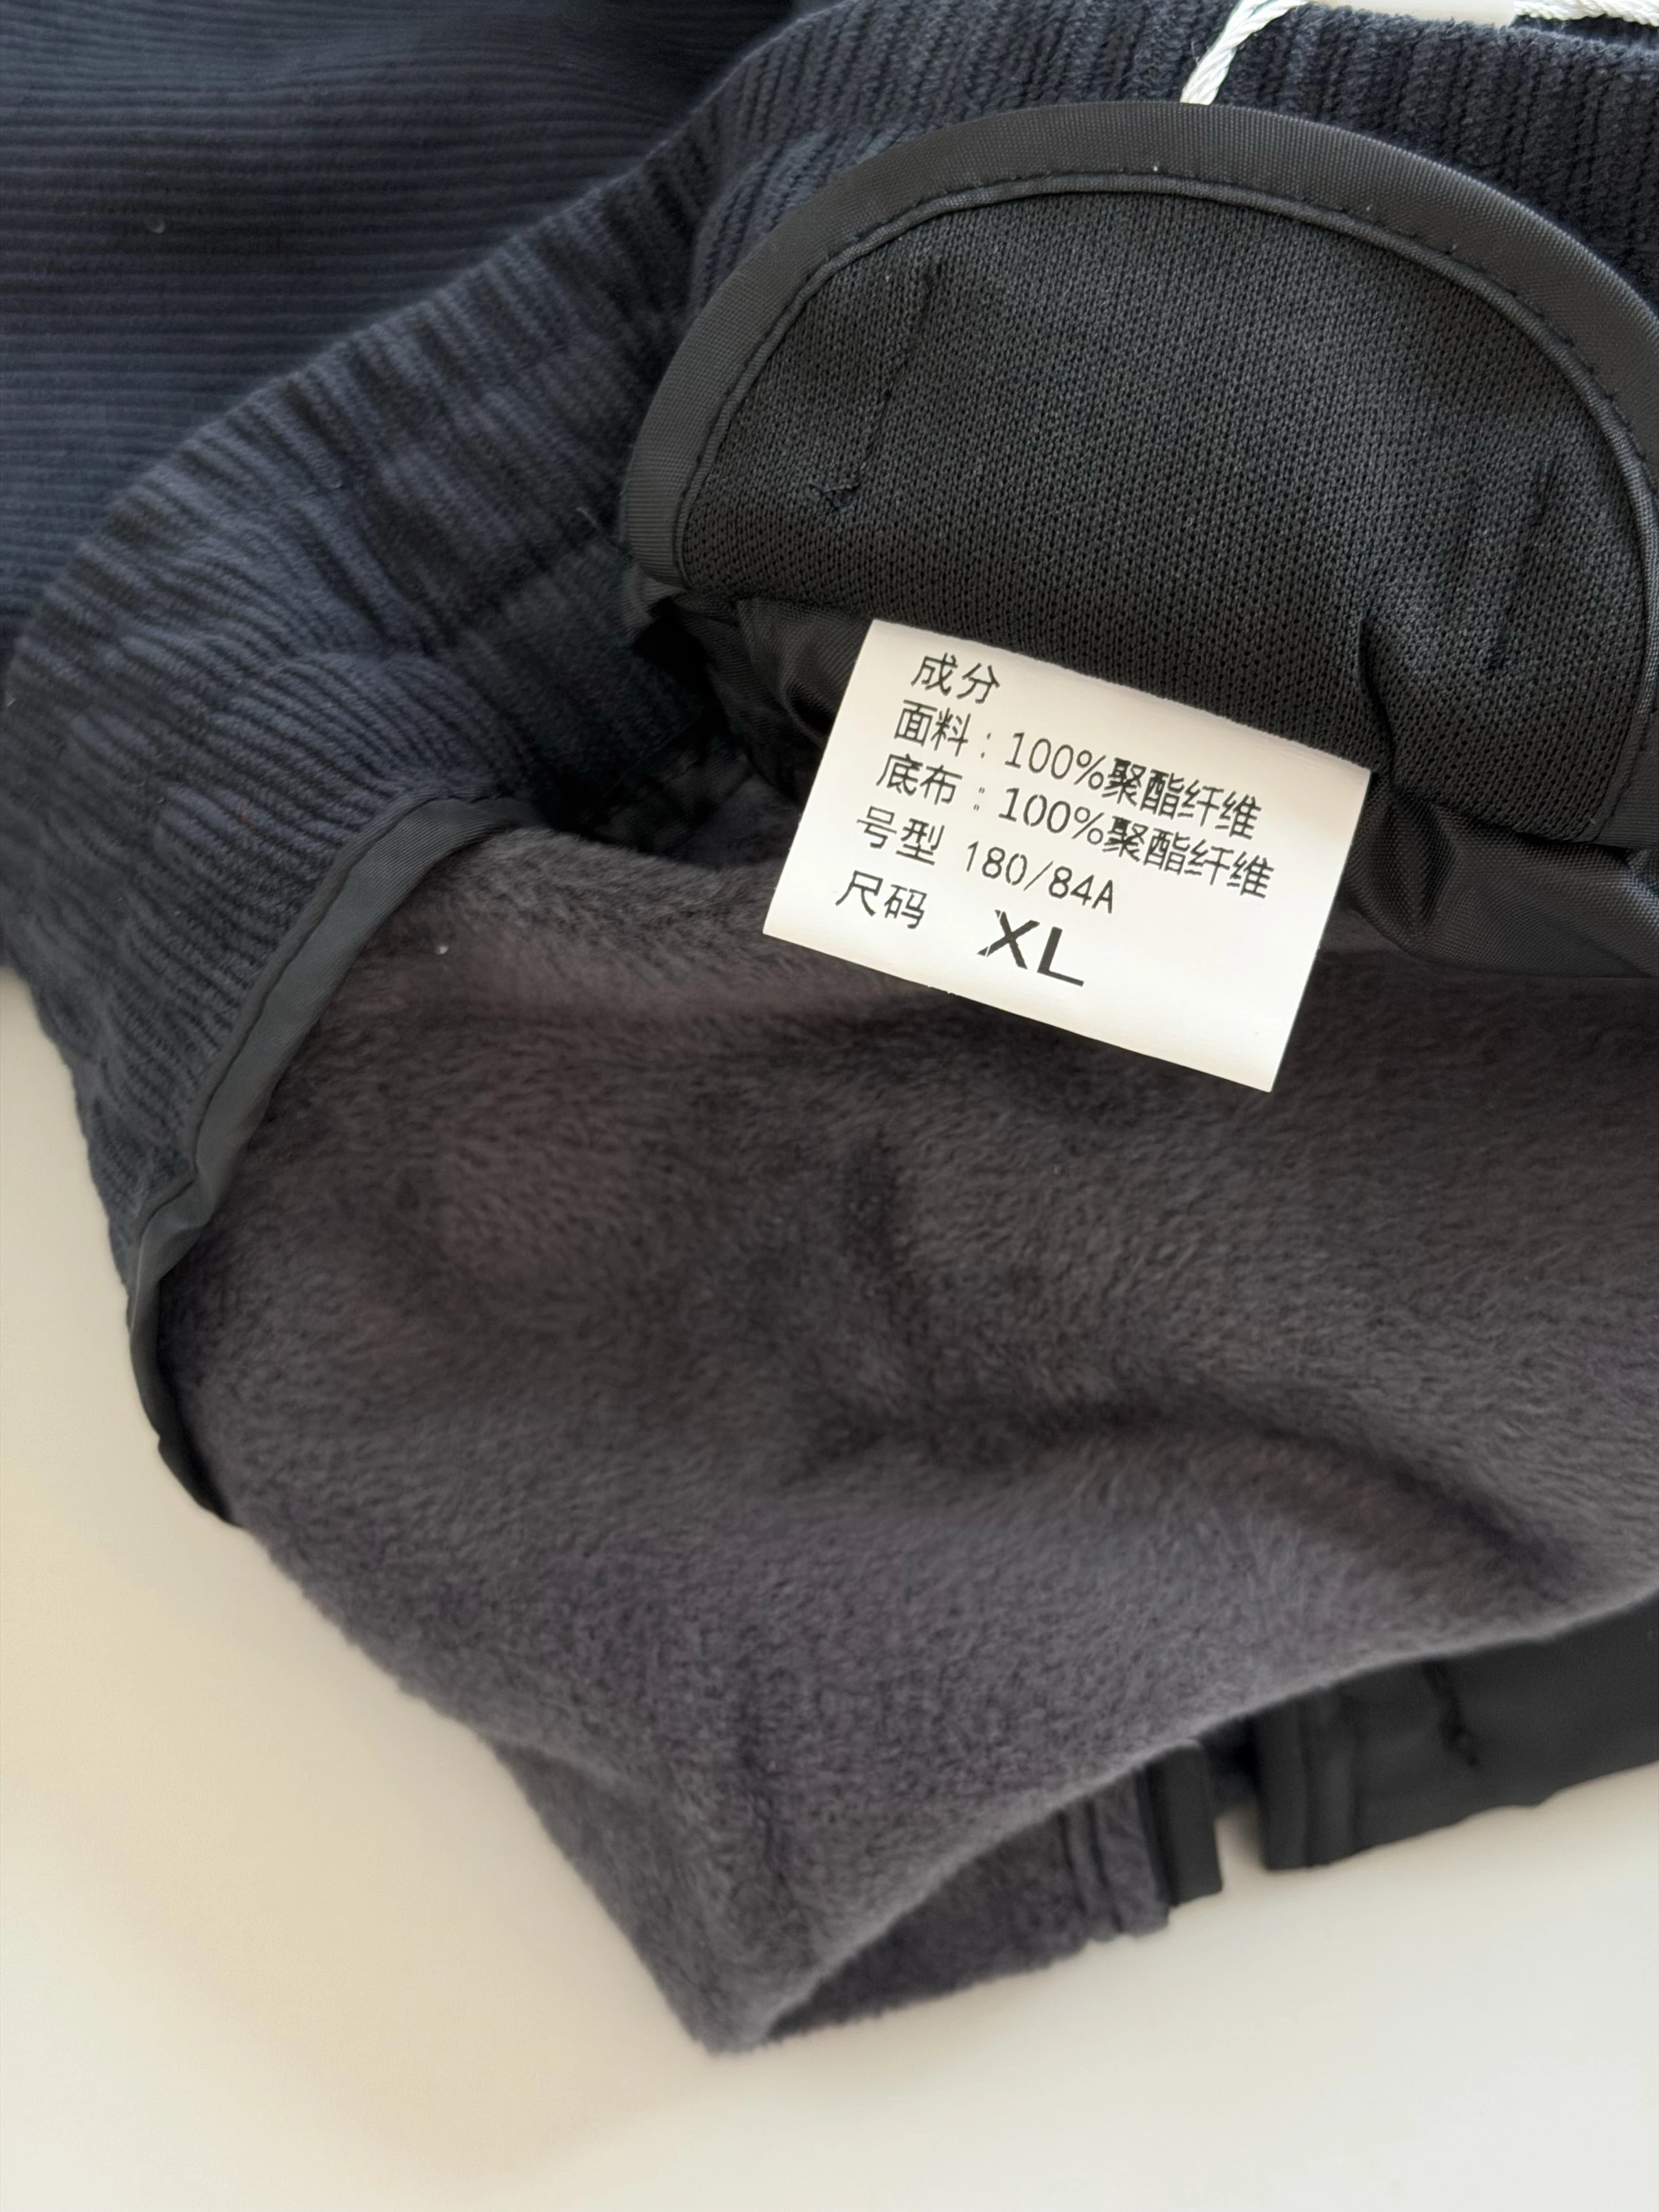 成分
面料：100%聚酯纤维
底布：100%聚酯纤维
号型 180/84A
尺码 XL